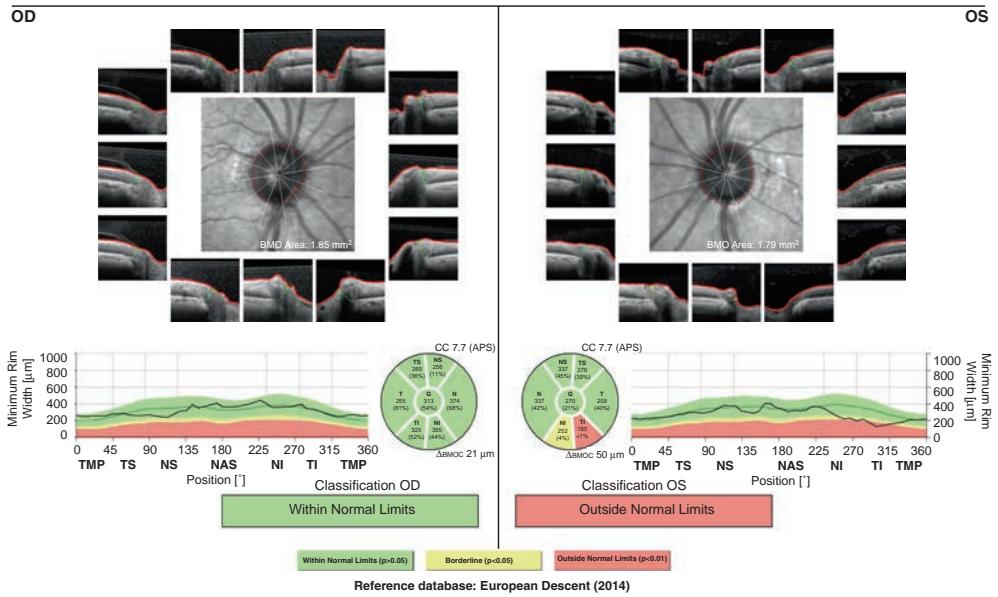 OD
OS
BMO Area: 1.85 mm²
BMO Area: 1.79 mm²
Minimum Rim
Width [µm]
1000
800
600
400
200
0
0 45 90 135 180 225 270 315 360
TMP TS NS NAS NI TI TMP
Position [°]
CC 7.7 (APS)
TS
269
(36%)
NS
256
(11%)
T
255
(81%)
G
313
(54%)
N
374
(68%)
TI
325
(52%)
NI
365
(44%)
ΔBMOC 21 µm
Classification OD
Within Normal Limits
CC 7.7 (APS)
NS
337
(45%)
TS
276
(39%)
N
337
(42%)
G
270
(21%)
T
209
(40%)
NI
252
(4%)
TI
165
<1%
ΔBMOC 50 µm
1000
800
600
400
200
0
Minimum Rim
Width [µm]
0 45 90 135 180 225 270 315 360
TMP TS NS NAS NI TI TMP
Position [°]
Classification OS
Outside Normal Limits
Within Normal Limits (p>0.05)
Borderline (p<0.05)
Outside Normal Limits (p<0.01)
Reference database: European Descent (2014)